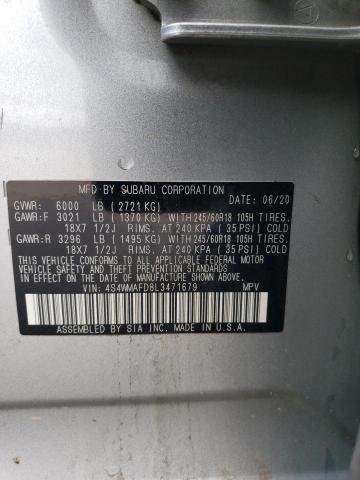 MFD BY SUBARU CORPORATION
GVWR: 6000 LB (2721 KG) DATE: 06/20
GAWR:F 3021 LB (1370 KG) WITH 245/60R18 105H TIRES.
18X7 1/2J RIMS. AT 240 KPA (35 PSI) COLD
GAWR:R 3296 LB (1495 KG) WITH 245/60R18 105H TIRES.
18X7 1/2J RIMS. AT 240 KPA (35 PSI) COLD
THIS VEHICLE CONFORMS TO ALL APPLICABLE FEDERAL MOTOR
VEHICLE SAFETY STANDARDS IN EFFECT ON THE DATE OF
MANUFACTURE SHOWN ABOVE.
VIN: 4S4WMAFD8L3471679 MPV
ASSEMBLED BY SIA INC. MADE IN U.S.A.